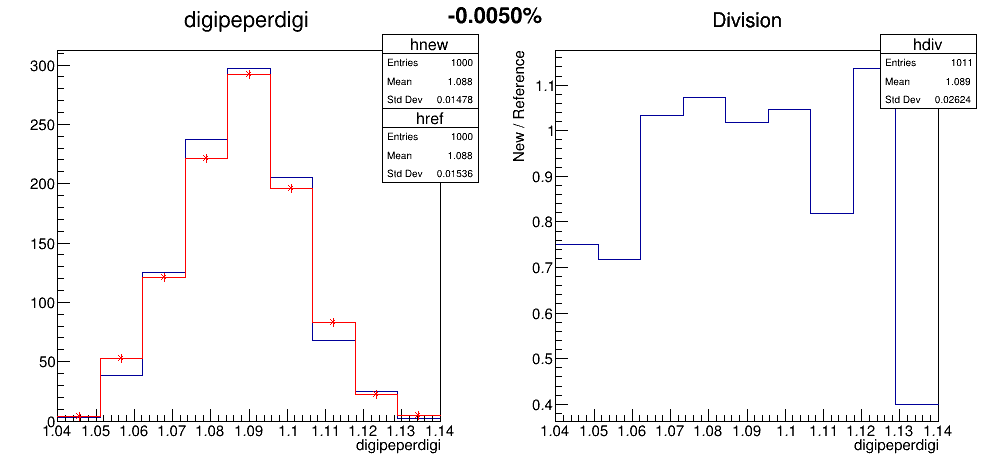 -0.0050%
digipeperdigi
hnew
Entries 1000
Mean 1.088
Std Dev 0.01478
href
Entries 1000
Mean 1.088
Std Dev 0.01536
300
250
200
150
100
50
0
1.04 1.05 1.06 1.07 1.08 1.09 1.1 1.11 1.12 1.13 1.14
digipeperdigi
Division
hdiv
Entries 1011
Mean 1.089
Std Dev 0.02624
New / Reference
1.1
1
0.9
0.8
0.7
0.6
0.5
0.4
1.04 1.05 1.06 1.07 1.08 1.09 1.1 1.11 1.12 1.13 1.14
digipeperdigi